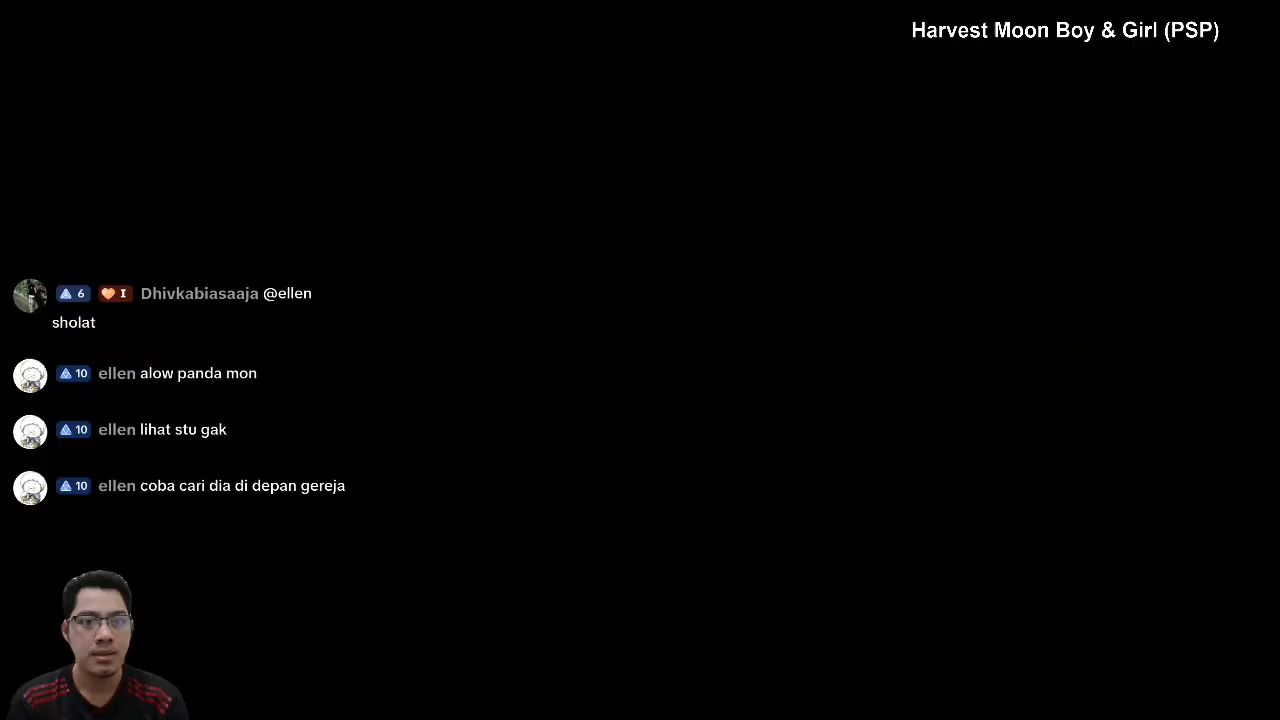 Harvest Moon Boy & Girl (PSP)
6 I Dhivkabiasaaja @ellen
sholat
10 ellen alow panda mon
10 ellen lihat stu gak
10 ellen coba cari dia di depan gereja